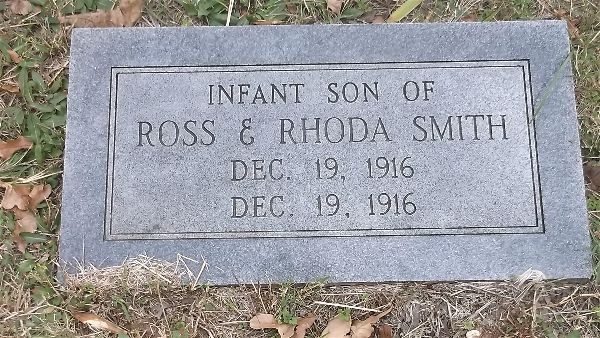 INFANT SON OF
ROSS & RHODA SMITH
DEC. 19, 1916
DEC. 19, 1916